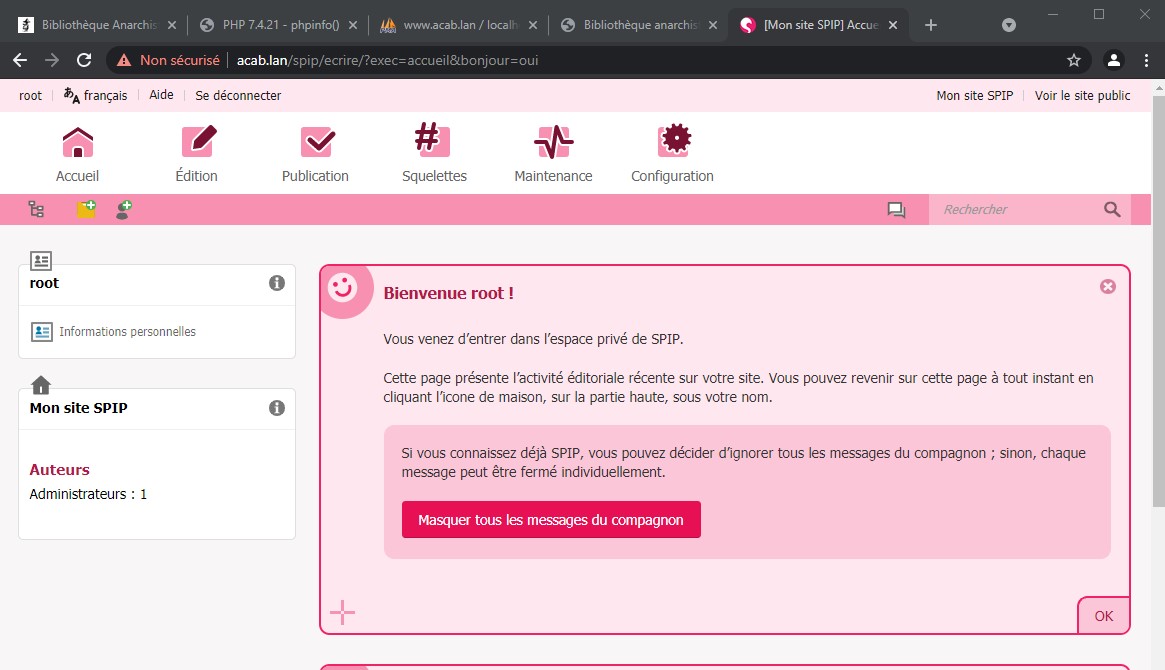 Bibliothèque Anarchis
PHP 7.4.21 - phpinfo()
www.acab.lan / localh
Bibliothèque anarchis
[Mon site SPIP] Accue
Non sécurisé
acab.lan/spip/ecrire/?exec=accueil&bonjour=oui
root
français
Aide
Se déconnecter
Mon site SPIP
Voir le site public
Accueil
Édition
Publication
Squelettes
Maintenance
Configuration
Rechercher
root
Informations personnelles
Mon site SPIP
Auteurs
Administrateurs : 1
Bienvenue root !
Vous venez d’entrer dans l’espace privé de SPIP.
Cette page présente l’activité éditoriale récente sur votre site. Vous pouvez revenir sur cette page à tout instant en
cliquant l’icone de maison, sur la partie haute, sous votre nom.
Si vous connaissez déjà SPIP, vous pouvez décider d’ignorer tous les messages du compagnon ; sinon, chaque
message peut être fermé individuellement.
Masquer tous les messages du compagnon
OK